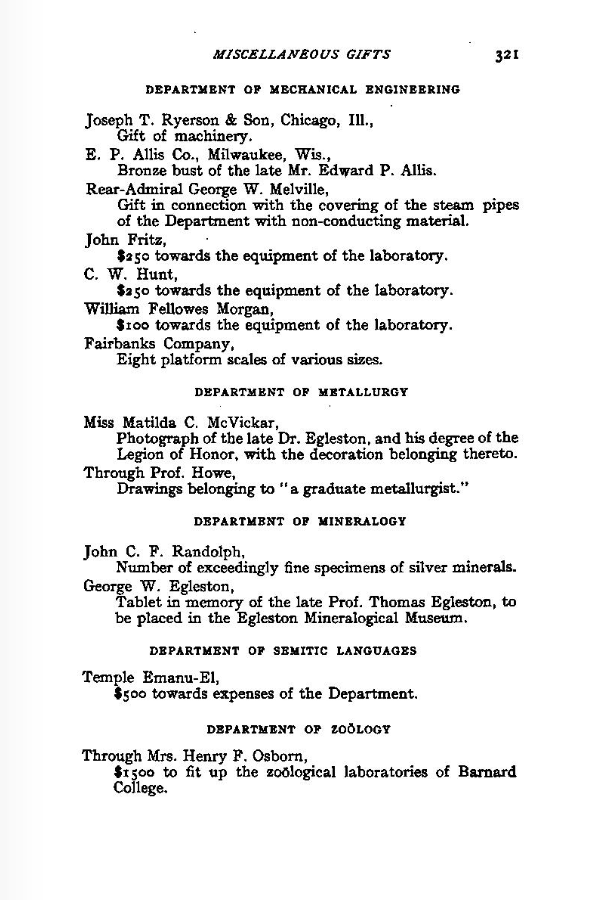 MISCELLANEOUS GIFTS 321
DEPARTMENT OF MECHANICAL ENGINEERING
Joseph T. Ryerson & Son, Chicago, Ill.,
Gift of machinery.
E. P. Allis Co., Milwaukee, Wis.,
Bronze bust of the late Mr. Edward P. Allis.
Rear-Admiral George W. Melville,
Gift in connection with the covering of the steam pipes
of the Department with non-conducting material.
John Fritz,
$250 towards the equipment of the laboratory.
C. W. Hunt,
$250 towards the equipment of the laboratory.
William Fellowes Morgan,
$100 towards the equipment of the laboratory.
Fairbanks Company,
Eight platform scales of various sizes.
DEPARTMENT OF METALLURGY
Miss Matilda C. McVickar,
Photograph of the late Dr. Egleston, and his degree of the
Legion of Honor, with the decoration belonging thereto.
Through Prof. Howe,
Drawings belonging to "a graduate metallurgist."
DEPARTMENT OF MINERALOGY
John C. F. Randolph,
Number of exceedingly fine specimens of silver minerals.
George W. Egleston,
Tablet in memory of the late Prof. Thomas Egleston, to
be placed in the Egleston Mineralogical Museum.
DEPARTMENT OF SEMITIC LANGUAGES
Temple Emanu-El,
$500 towards expenses of the Department.
DEPARTMENT OF ZOÖLOGY
Through Mrs. Henry F. Osborn,
$1500 to fit up the zoölogical laboratories of Barnard
College.